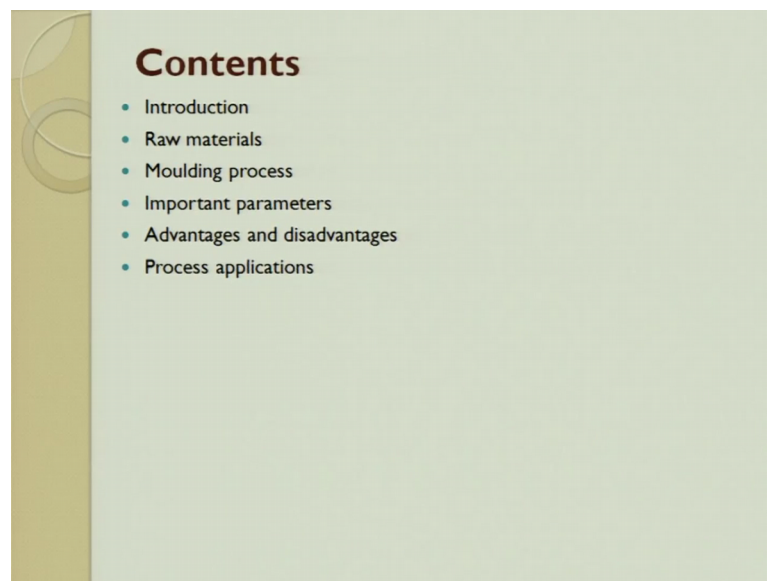 Contents
Introduction
Raw materials
Moulding process
Important parameters
Advantages and disadvantages
Process applications